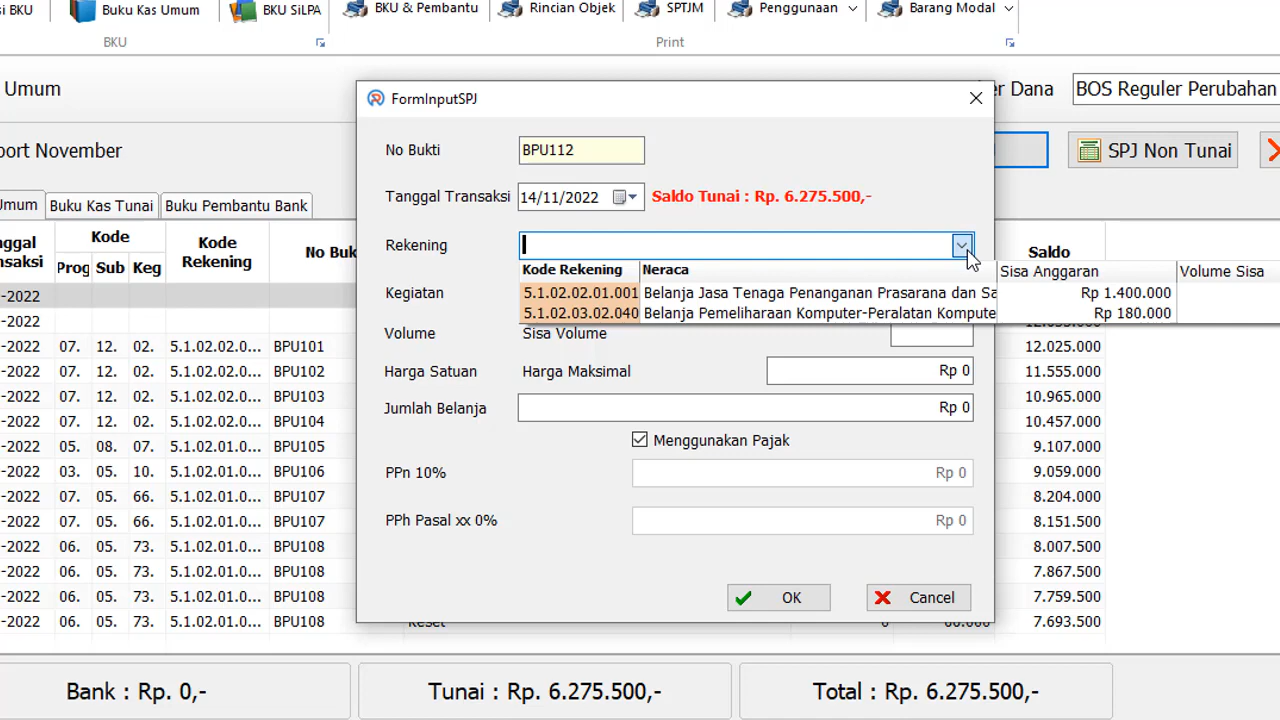 si BKU
Buku Kas Umum
BKU SiLPA
BKU & Pembantu
Rincian Objek
SPTJM
Penggunaan
Barang Modal
BKU
Print
Umum
er Dana
BOS Reguler Perubahan
port November
SPJ Non Tunai
Umum
Buku Kas Tunai
Buku Pembantu Bank
FormInputSPJ
No Bukti
BPU112
Tanggal Transaksi
14/11/2022
Saldo Tunai : Rp. 6.275.500,-
Rekening
Kode Rekening Neraca Sisa Anggaran Volume Sisa
5.1.02.02.01.001 Belanja Jasa Tenaga Penanganan Prasarana dan Sa Rp 1.400.000
5.1.02.03.02.040 Belanja Pemeliharaan Komputer-Peralatan Kompute Rp 180.000
Kegiatan
Volume
Sisa Volume
Harga Satuan
Harga Maksimal
Rp 0
Jumlah Belanja
Rp 0
Menggunakan Pajak
PPn 10%
Rp 0
PPh Pasal xx 0%
Rp 0
OK
Cancel
nggal
saksi
Kode
Prog Sub Keg
Kode
Rekening
No Buk
Saldo
-2022
-2022
-2022 07. 12. 02. 5.1.02.02.0... BPU101 12.025.000
-2022 07. 12. 02. 5.1.02.02.0... BPU102 11.555.000
-2022 07. 12. 02. 5.1.02.02.0... BPU103 10.965.000
-2022 07. 12. 02. 5.1.02.02.0... BPU104 10.457.000
-2022 05. 08. 07. 5.1.02.01.0... BPU105 9.107.000
-2022 03. 05. 10. 5.1.02.01.0... BPU106 9.059.000
-2022 07. 05. 66. 5.1.02.01.0... BPU107 8.204.000
-2022 07. 05. 66. 5.1.02.01.0... BPU107 8.151.500
-2022 06. 05. 73. 5.1.02.01.0... BPU108 8.007.500
-2022 06. 05. 73. 5.1.02.01.0... BPU108 7.867.500
-2022 06. 05. 73. 5.1.02.01.0... BPU108 7.759.500
-2022 06. 05. 73. 5.1.02.01.0... BPU108 7.693.500
Bank : Rp. 0,-
Tunai : Rp. 6.275.500,-
Total : Rp. 6.275.500,-